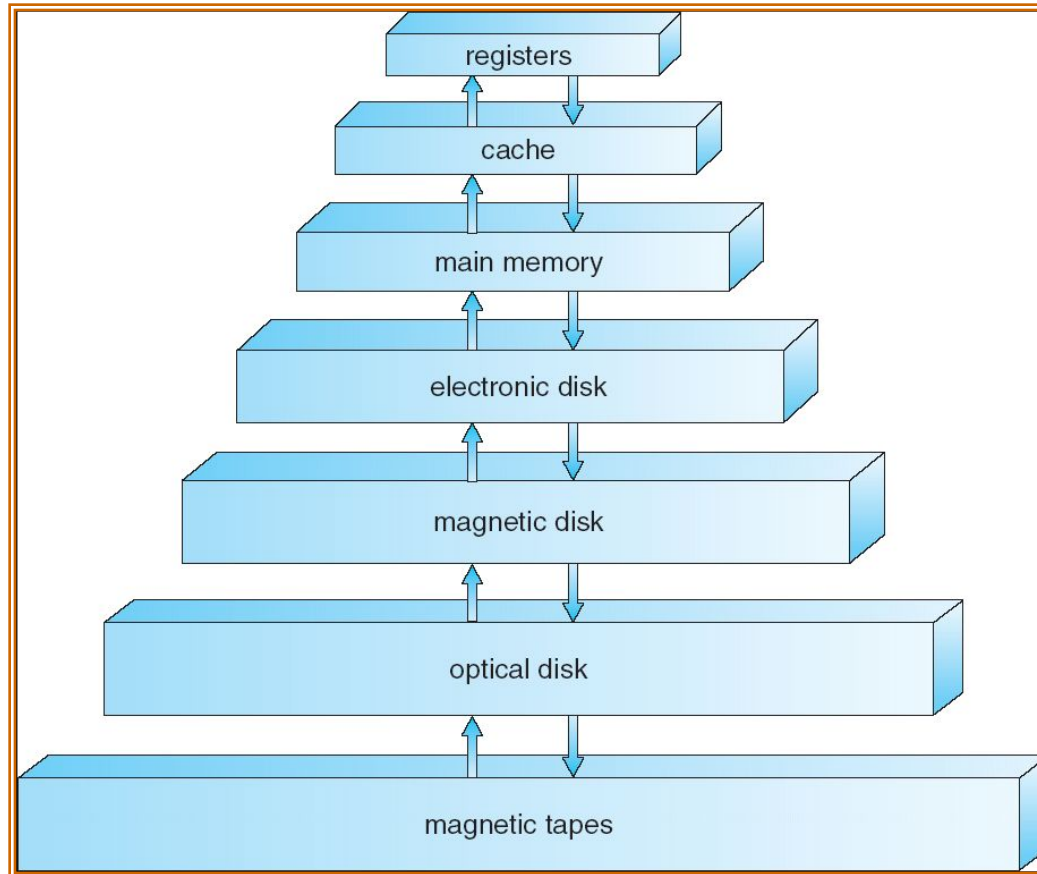 registers
cache
main memory
electronic disk
magnetic disk
optical disk
magnetic tapes